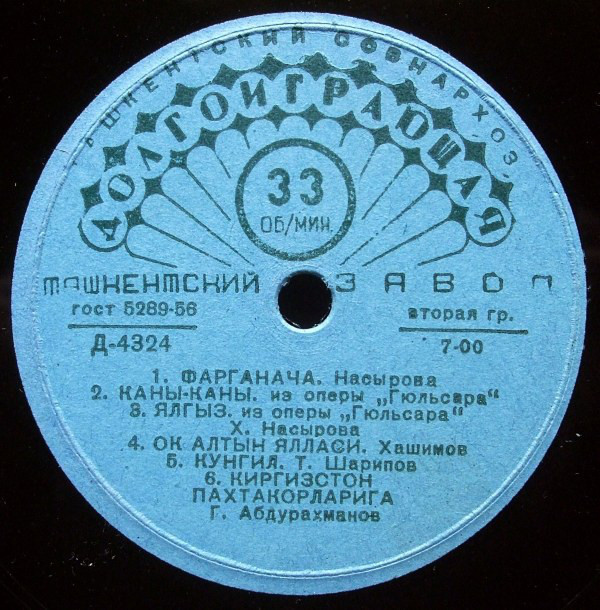 ТАШКЕНТСКИЙ СОВНАРХОЗ
ДОЛГОИГРАЮЩАЯ
33
ОБ/МИН.
ТАШКЕНТСКИЙ ЗАВОД
ГОСТ 5289-56
вторая гр.
Д-4324
7-00
1. ФАРГАНАЧА. Насырова
2. КАНЫ-КАНЫ. из оперы „Гюльсара"
3. ЯЛГЫЗ. из оперы „Гюльсара"
Х. Насырова
4. ОК АЛТЫН ЯЛЛАСИ. Хашимов
5. КУНГИЛ. Т. Шарипов
6. КИРГИЗСТОН
ПАХТАКОРЛАРИГА
Г. Абдурахманов